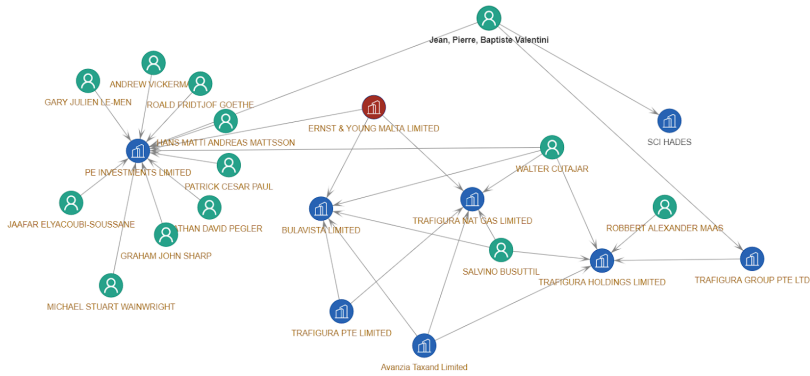 Jean, Pierre, Baptiste Valentini
ANDREW VICKERMA
GARY JULIEN LE-MEN
ROALD FRIDTJOF GOETHE
ERNST & YOUNG MALTA LIMITED
HANS MATTI ANDREAS MATTSSON
SCI HADES
PE INVESTMENTS LIMITED
WALTER CUTAJAR
PATRICK CESAR PAUL
JAAFAR ELYACOUBI-SOUSSANE
THAN DAVID PEGLER
BULAVISTA LIMITED
TRAFIGURA NAT GAS LIMITED
ROBBERT ALEXANDER MAAS
GRAHAM JOHN SHARP
SALVINO BUSUTTIL
TRAFIGURA HOLDINGS LIMITED
TRAFIGURA GROUP PTE LTD
MICHAEL STUART WAINWRIGHT
TRAFIGURA PTE LIMITED
Avanzia Taxand Limited